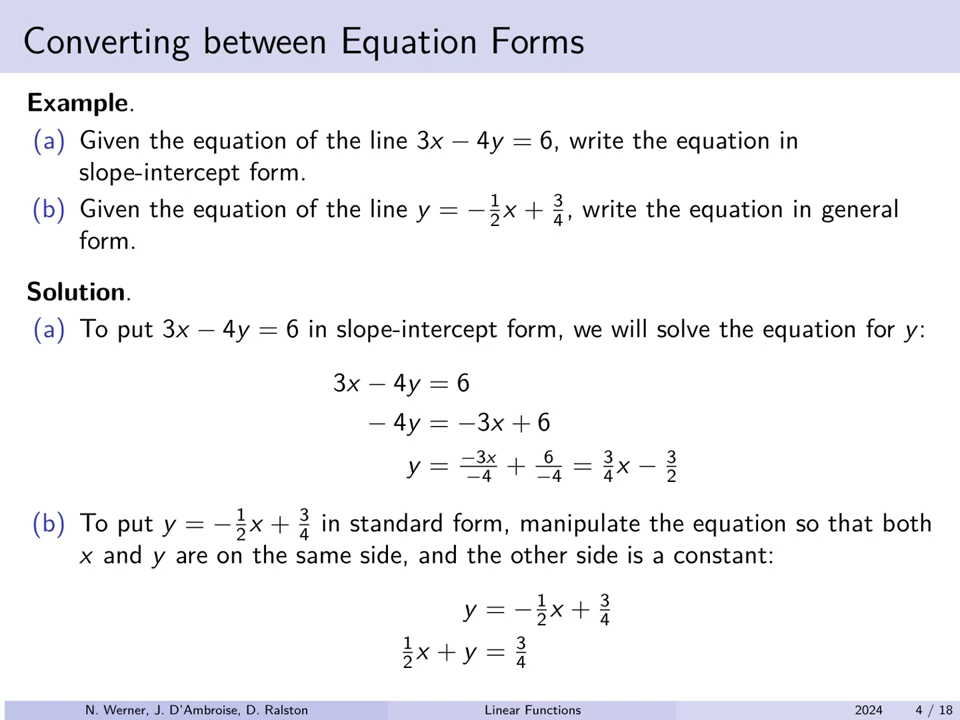 Converting between Equation Forms
Example.
(a) Given the equation of the line 3x − 4y = 6, write the equation in
slope-intercept form.
(b) Given the equation of the line y = −1/2x + 3/4, write the equation in general
form.
Solution.
(a) To put 3x − 4y = 6 in slope-intercept form, we will solve the equation for y:
3x − 4y = 6
− 4y = −3x + 6
y = −3x/−4 + 6/−4 = 3/4x − 3/2
(b) To put y = −1/2x + 3/4 in standard form, manipulate the equation so that both
x and y are on the same side, and the other side is a constant:
y = −1/2x + 3/4
1/2x + y = 3/4
N. Werner, J. D'Ambroise, D. Ralston Linear Functions 2024 4 / 18